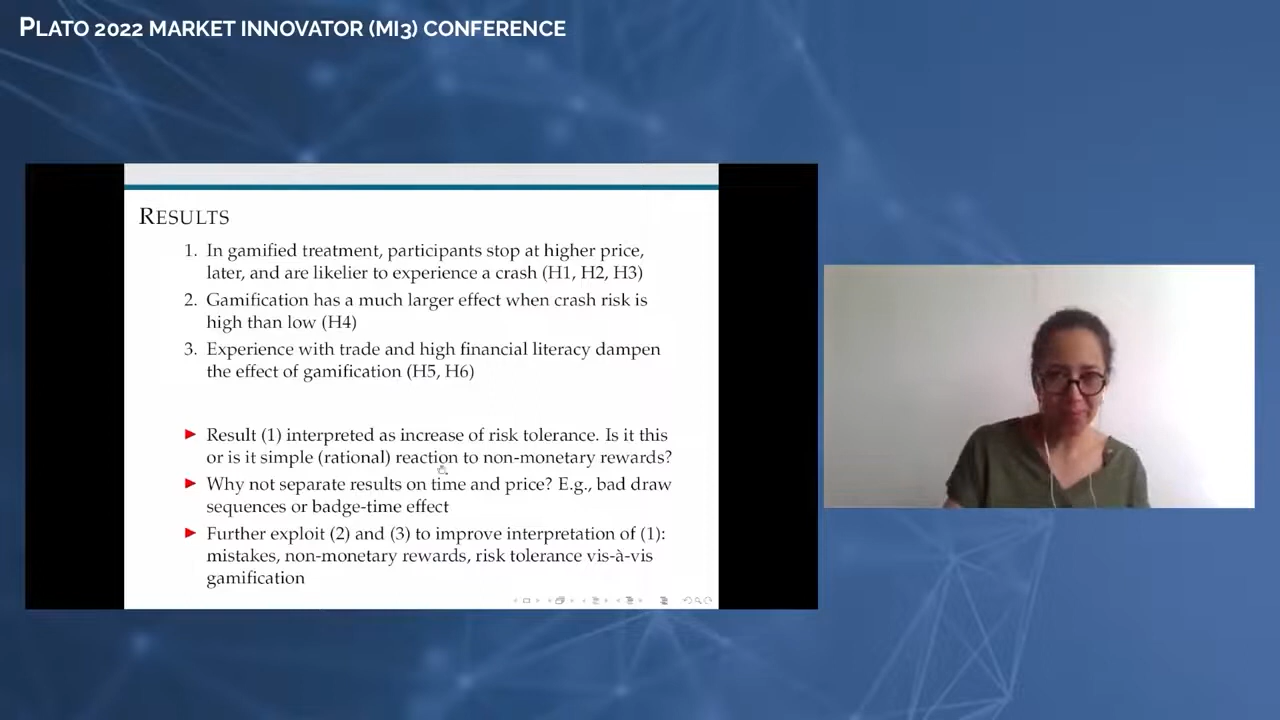 PLATO 2022 MARKET INNOVATOR (MI3) CONFERENCE
RESULTS
1. In gamified treatment, participants stop at higher price,
later, and are likelier to experience a crash (H1, H2, H3)
2. Gamification has a much larger effect when crash risk is
high than low (H4)
3. Experience with trade and high financial literacy dampen
the effect of gamification (H5, H6)
Result (1) interpreted as increase of risk tolerance. Is it this
or is it simple (rational) reaction to non-monetary rewards?
Why not separate results on time and price? E.g., bad draw
sequences or badge-time effect
Further exploit (2) and (3) to improve interpretation of (1):
mistakes, non-monetary rewards, risk tolerance vis-à-vis
gamification